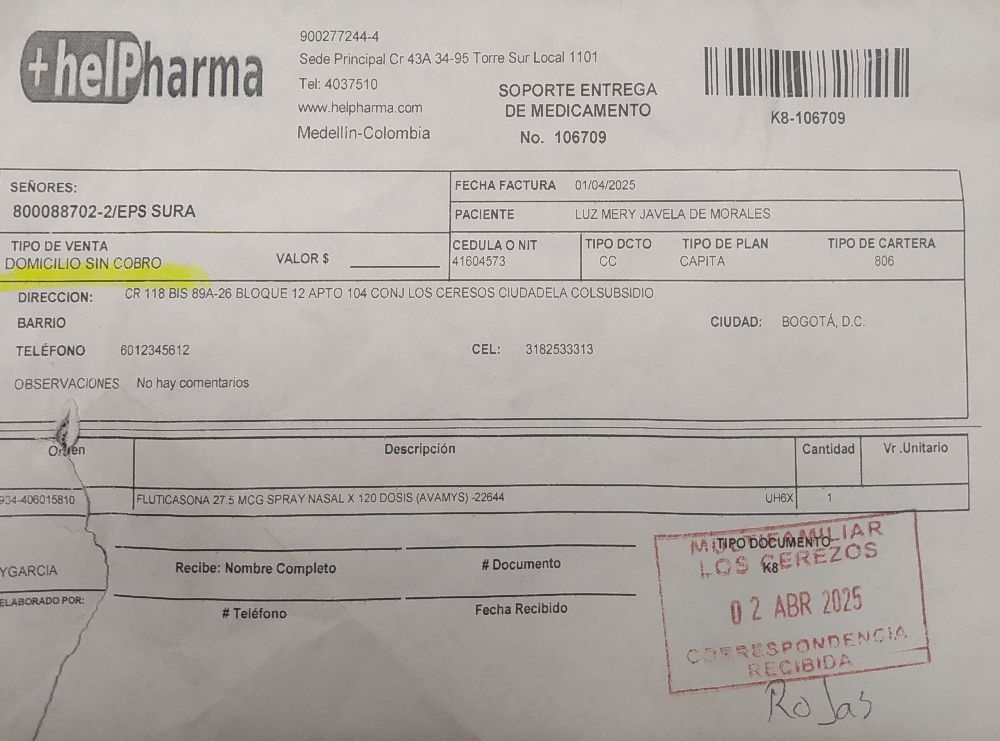 +helPharma
900277244-4
Sede Principal Cr 43A 34-95 Torre Sur Local 1101
Tel: 4037510
www.helpharma.com
Medellín-Colombia
SOPORTE ENTREGA
DE MEDICAMENTO
No. 106709
K8-106709
SEÑORES:
800088702-2/EPS SURA
FECHA FACTURA 01/04/2025
PACIENTE LUZ MERY JAVELA DE MORALES
TIPO DE VENTA
DOMICILIO SIN COBRO
VALOR $
CEDULA O NIT TIPO DCTO TIPO DE PLAN TIPO DE CARTERA
41604573 CC CAPITA 806
DIRECCION: CR 118 BIS 89A-26 BLOQUE 12 APTO 104 CONJ LOS CERESOS CIUDADELA COLSUBSIDIO
BARRIO CIUDAD: BOGOTÁ, D.C.
TELÉFONO 6012345612 CEL: 3182533313
OBSERVACIONES No hay comentarios
Orden Descripción Cantidad Vr .Unitario
934-406015810 FLUTICASONA 27.5 MCG SPRAY NASAL X 120 DOSIS (AVAMYS) -22644 UH6X 1
YGARCIA
ELABORADO POR:
Recibe: Nombre Completo # Documento
# Teléfono Fecha Recibido
TIPO DOCUMENTO
K8
MULTIFAMILIAR
LOS CEREZOS
02 ABR 2025
CORRESPONDENCIA
RECIBIDA
Rojas